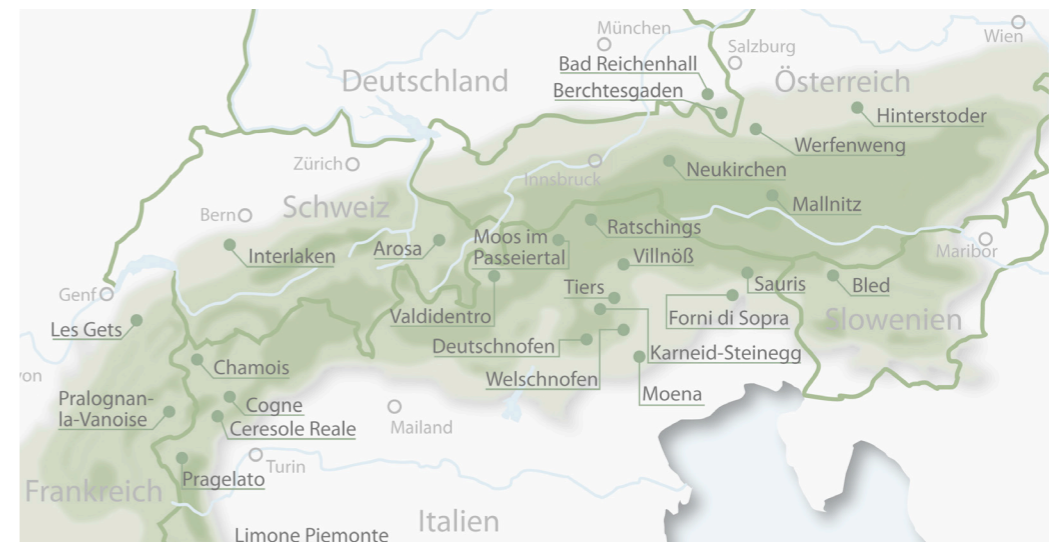 München
Wien
Salzburg
Bad Reichenhall
Deutschland
Österreich
Berchtesgaden
Hinterstoder
Werfenweng
Zürich
Innsbruck
Neukirchen
Mallnitz
Bern
Schweiz
Ratschings
Interlaken
Arosa
Moos im
Passeiertal
Villnöß
Maribor
Genf
Tiers
Sauris
Bled
Les Gets
Valdidentro
Forni di Sopra
Slowenien
Deutschnofen
Karneid-Steinegg
Chamois
Welschnofen
yon
Moena
Pralognan-
la-Vanoise
Cogne
Ceresole Reale
Mailand
Turin
Pragelato
Frankreich
Italien
Limone Piemonte